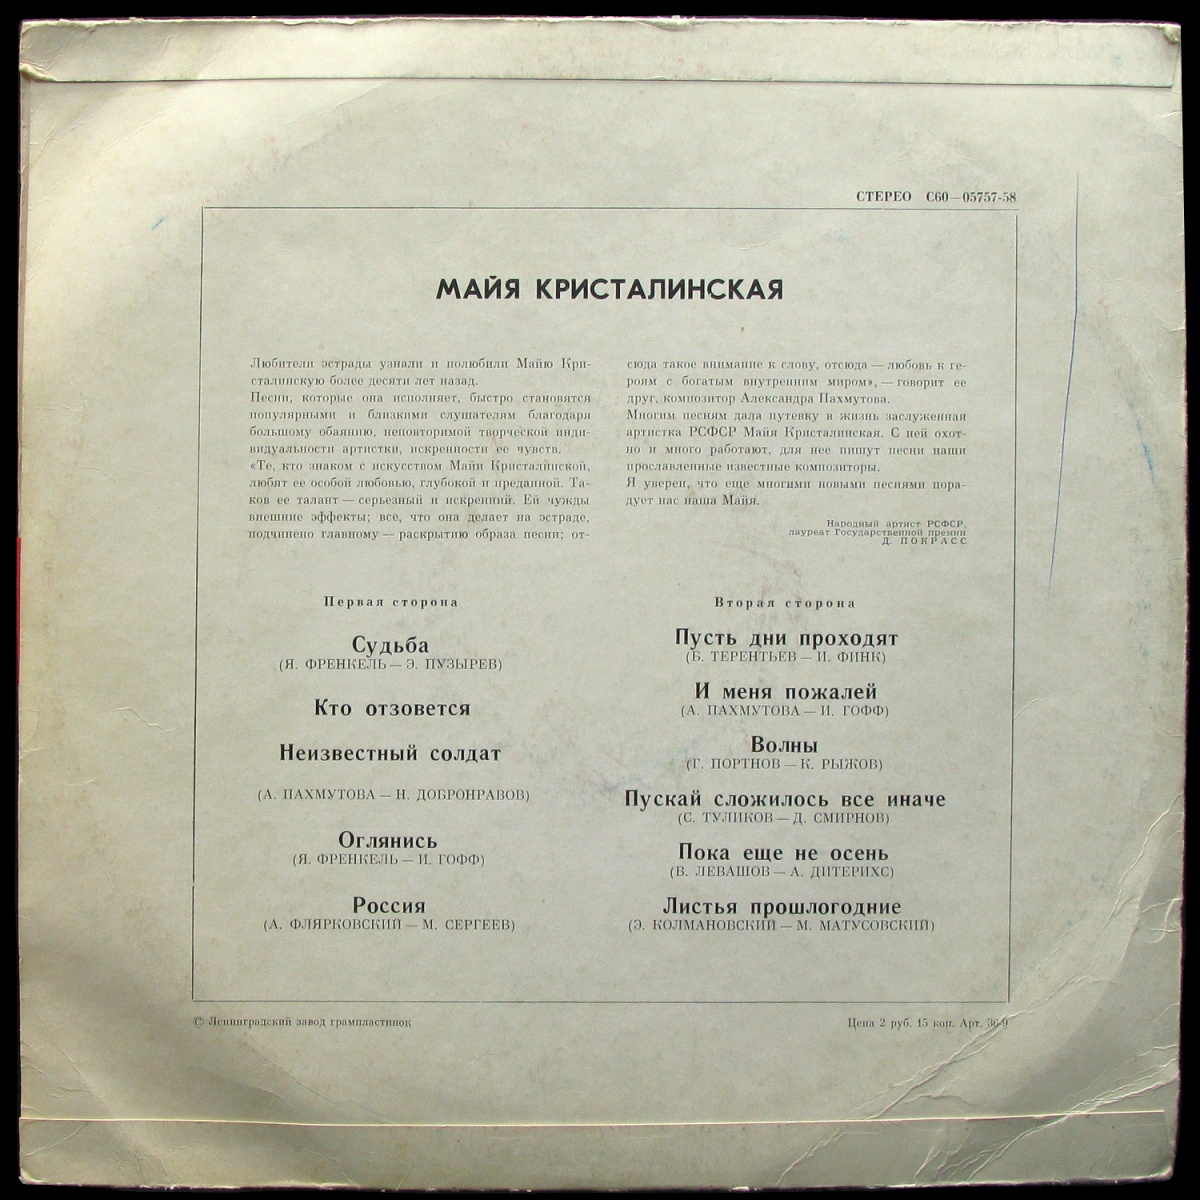 СТЕРЕО С60—05757-58
МАЙЯ КРИСТАЛИНСКАЯ
Любители эстрады узнали и полюбили Майю Кри-
сталинскую более десяти лет назад.
Песни, которые она исполняет, быстро становятся
популярными и близкими слушателям благодаря
большому обаянию, неповторимой творческой инди-
видуальности артистки, искренности ее чувств.
«Те, кто знаком с искусством Майи Кристалинской,
любят ее особой любовью, глубокой и преданной. Та-
ков ее талант — серьезный и искренний. Ей чужды
внешние эффекты; все, что она делает на эстраде,
подчинено главному — раскрытию образа песни; от-
сюда такое внимание к слову, отсюда — любовь к ге-
роям с богатым внутренним миром», — говорит ее
друг, композитор Александра Пахмутова.
Многим песням дала путевку в жизнь заслуженная
артистка РСФСР Майя Кристалинская. С ней охот-
но и много работают, для нее пишут песни наши
прославленные известные композиторы.
Я уверен, что еще многими новыми песнями пора-
дует нас наша Майя.
Народный артист РСФСР,
лауреат Государственной премии
Д. ПОКРАСС
Первая сторона
Судьба
(Я. ФРЕНКЕЛЬ — Э. ПУЗЫРЕВ)
Кто отзовется
Неизвестный солдат
(А. ПАХМУТОВА — Н. ДОБРОНРАВОВ)
Оглянись
(Я. ФРЕНКЕЛЬ — И. ГОФФ)
Россия
(А. ФЛЯРКОВСКИЙ — М. СЕРГЕЕВ)
Вторая сторона
Пусть дни проходят
(Б. ТЕРЕНТЬЕВ — И. ФИНК)
И меня пожалей
(А. ПАХМУТОВА — И. ГОФФ)
Волны
(Г. ПОРТНОВ — К. РЫЖОВ)
Пускай сложилось все иначе
(С. ТУЛИКОВ — Д. СМИРНОВ)
Пока еще не осень
(В. ЛЕВАШОВ — А. ДИТЕРИХС)
Листья прошлогодние
(Э. КОЛМАНОВСКИЙ — М. МАТУСОВСКИЙ)
© Ленинградский завод грампластинок
Цена 2 руб. 15 коп. Арт. 36-9